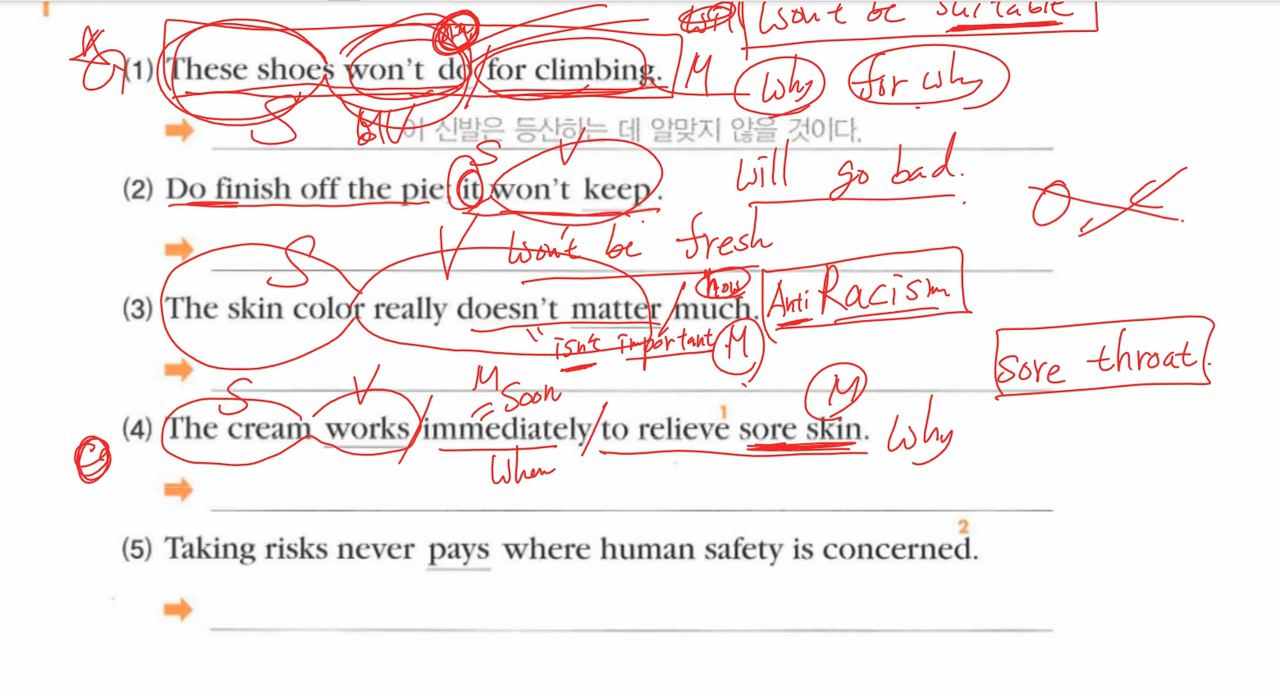 won't be suitable
(1) These shoes won't do for climbing. M Why for why
S MV 이 신발은 등산하는 데 알맞지 않을 것이다.
S V will go bad.
(2) Do finish off the pie: it won't keep.
S V won't be fresh
how Anti Racism
(3) The skin color really doesn't matter much.
"isn't important M
sore throat.
S V M Soon M
(4) The cream works immediately to relieve¹ sore skin. Why
When
(5) Taking risks never pays where human safety is concerned.²